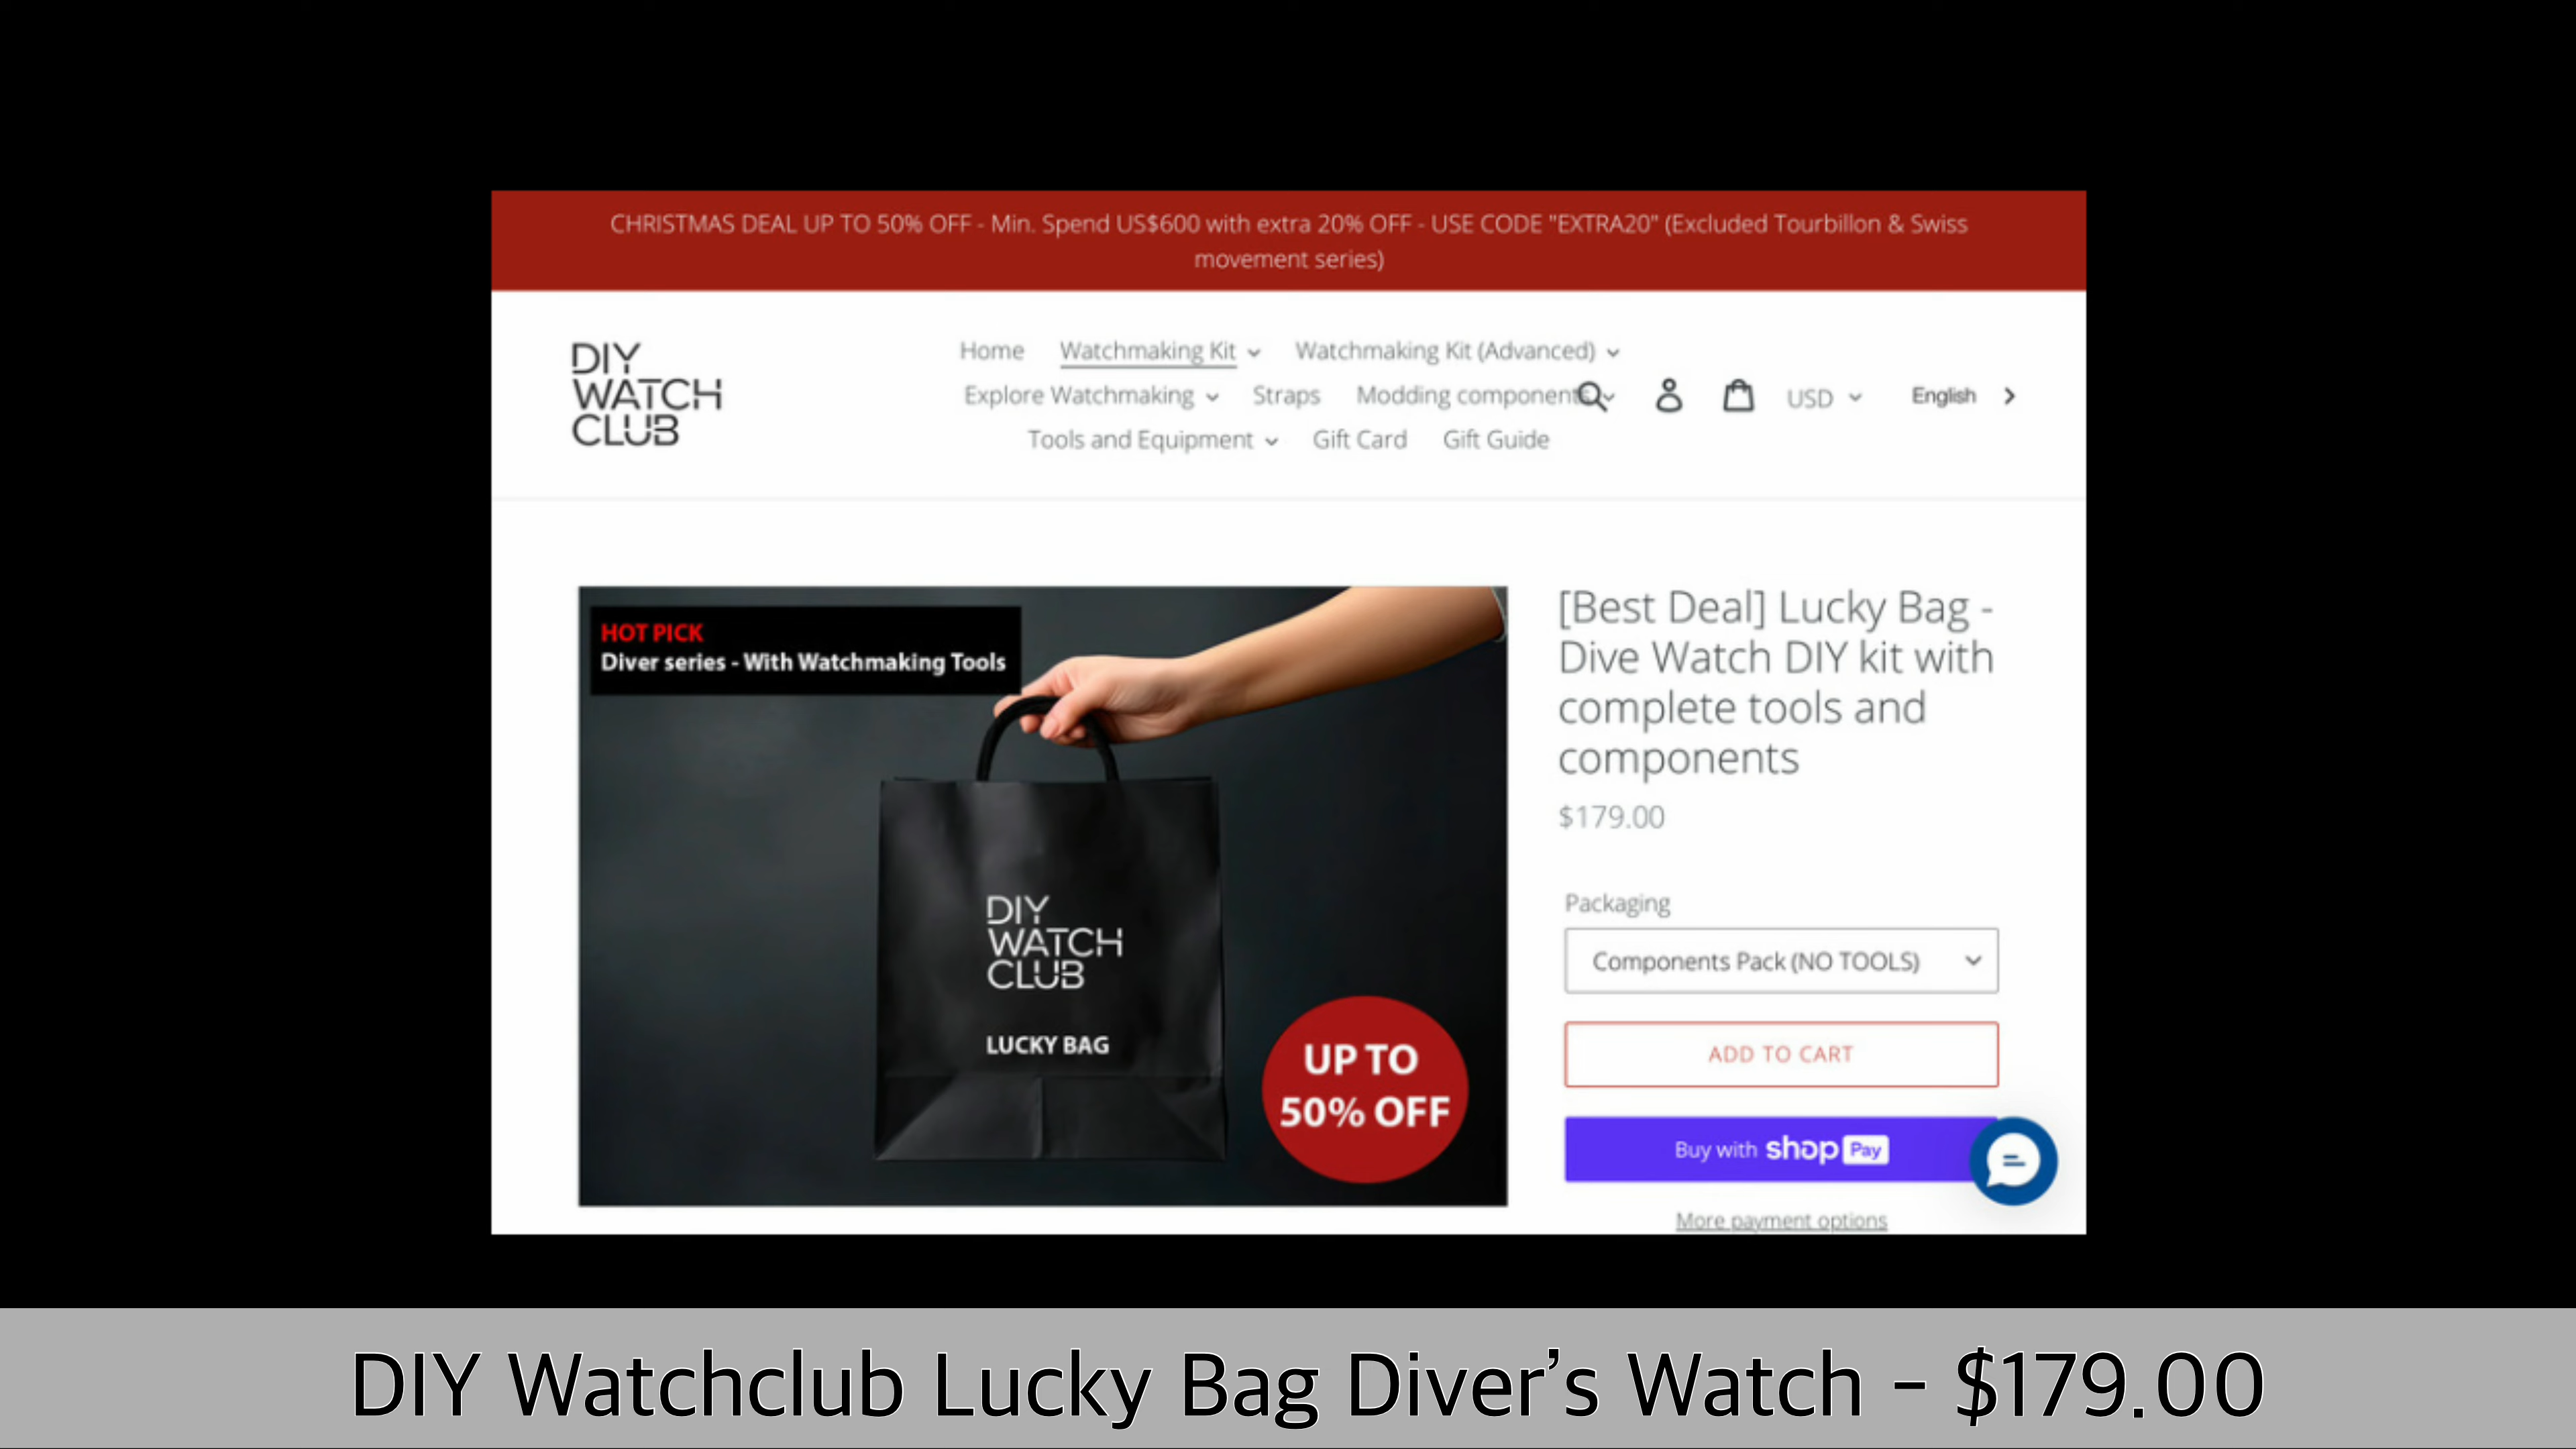 CHRISTMAS DEAL UP TO 50% OFF - Min. Spend US$600 with extra 20% OFF - USE CODE "EXTRA20" (Excluded Tourbillon & Swiss
movement series)
DIY
WATCH
CLUB
Home Watchmaking Kit Watchmaking Kit (Advanced)
Explore Watchmaking Straps Modding component USD English
Tools and Equipment Gift Card Gift Guide
HOT PICK
Diver series - With Watchmaking Tools
DIY
WATCH
CLUB
LUCKY BAG
UP TO
50% OFF
[Best Deal] Lucky Bag -
Dive Watch DIY kit with
complete tools and
components
$179.00
Packaging
Components Pack (NO TOOLS)
ADD TO CART
Buy with shop Pay
More payment options
DIY Watchclub Lucky Bag Diver’s Watch - $179.00